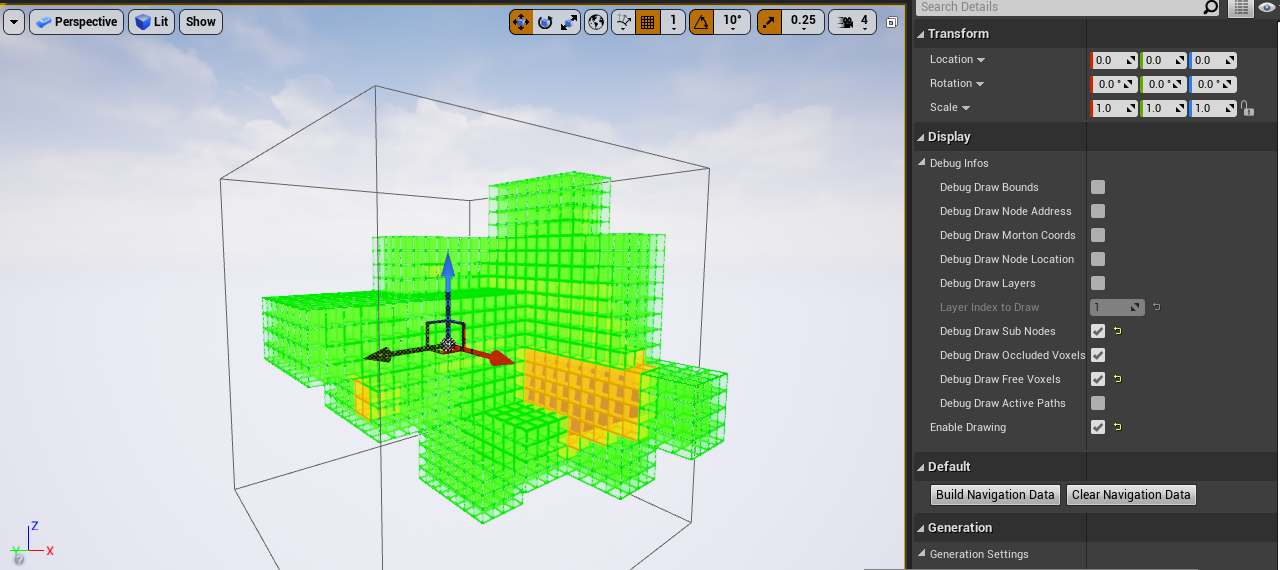 Perspective Lit Show 1 10° 0.25 4
Z
Y X
?
Search Details
Transform
Location 0.0 0.0 0.0
Rotation 0.0 ° 0.0 ° 0.0 °
Scale 1.0 1.0 1.0
Display
Debug Infos
Debug Draw Bounds
Debug Draw Node Address
Debug Draw Morton Coords
Debug Draw Node Location
Debug Draw Layers
Layer Index to Draw 1
Debug Draw Sub Nodes
Debug Draw Occluded Voxels
Debug Draw Free Voxels
Debug Draw Active Paths
Enable Drawing
Default
Build Navigation Data Clear Navigation Data
Generation
Generation Settings